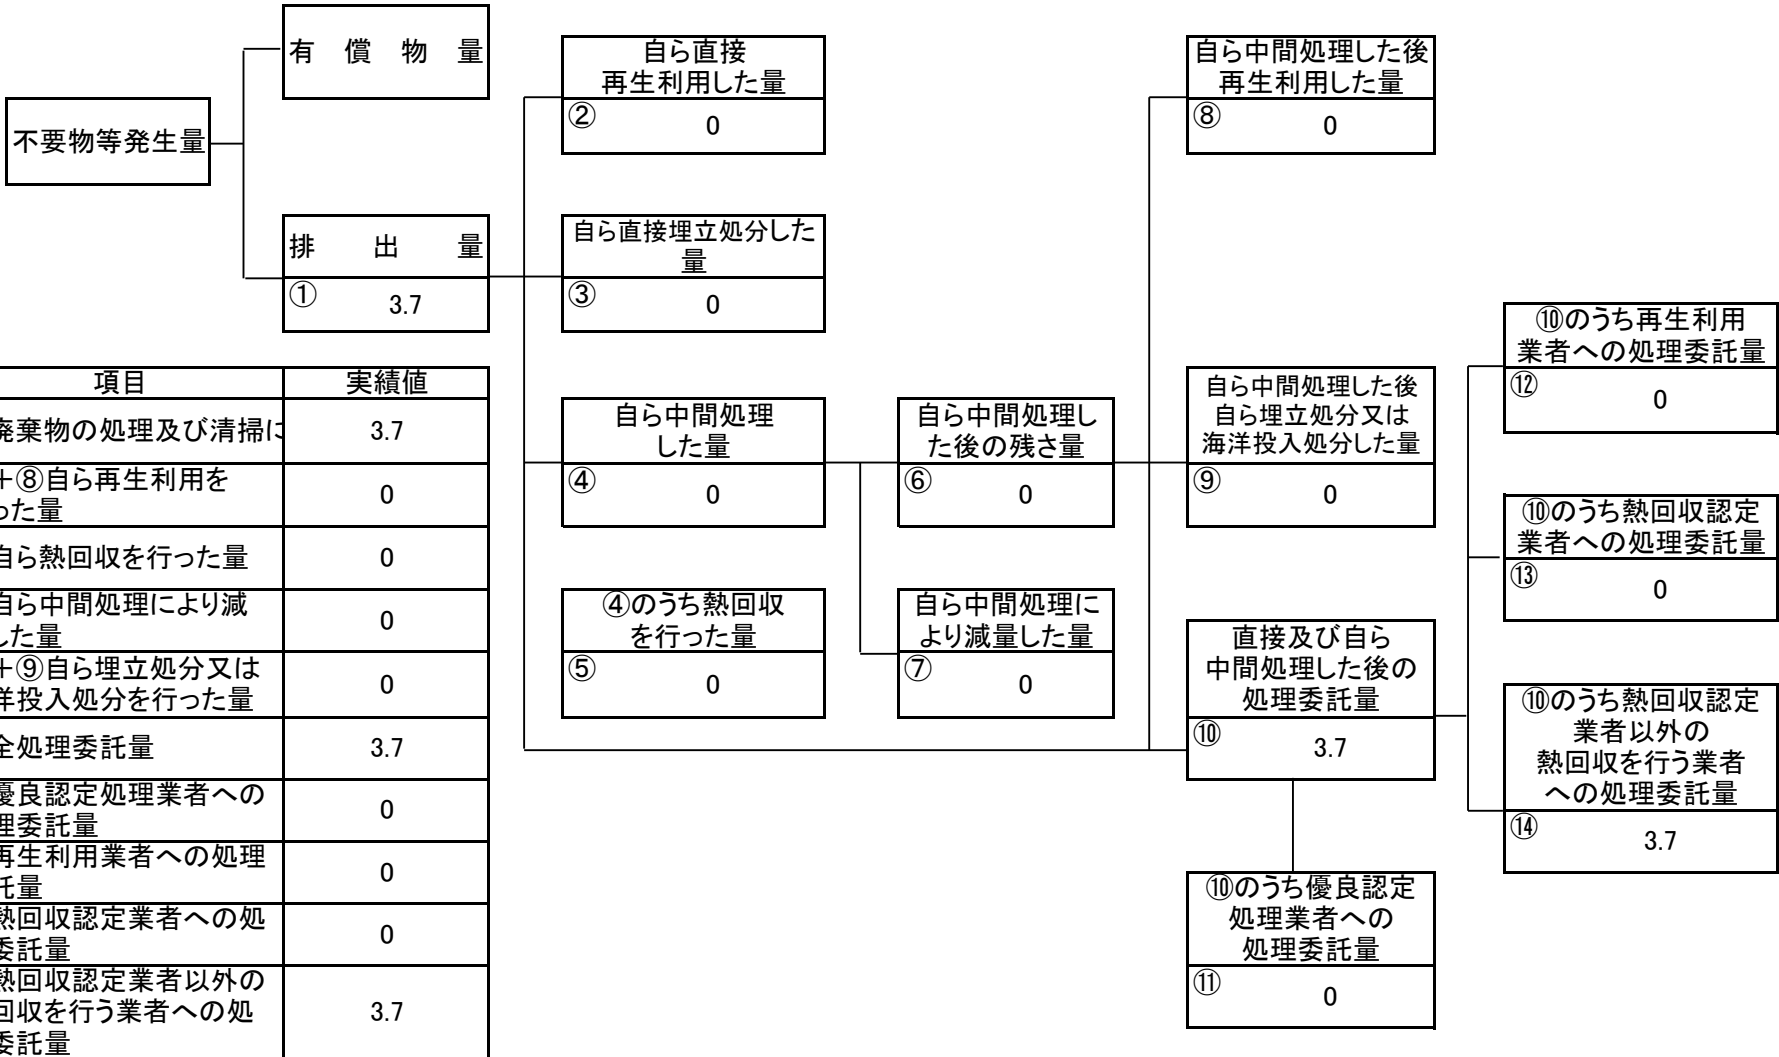 有償物量
不要物等発生量
排出量
①
3.7
自ら直接
再生利用した量
②
0
自ら直接埋立処分した
量
③
0
自ら中間処理
した量
④
0
④のうち熱回収
を行った量
⑤
0
自ら中間処理し
た後の残さ量
⑥
0
自ら中間処理に
より減量した量
⑦
0
自ら中間処理した後
再生利用した量
⑧
0
自ら中間処理した後
自ら埋立処分又は
海洋投入処分した量
⑨
0
直接及び自ら
中間処理した後の
処理委託量
⑩
3.7
⑩のうち優良認定
処理業者への
処理委託量
⑪
0
⑩のうち再生利用
業者への処理委託量
⑫
0
⑩のうち熱回収認定
業者への処理委託量
⑬
0
⑩のうち熱回収認定
業者以外の
熱回収を行う業者
への処理委託量
⑭
3.7
項目 実績値
廃棄物の処理及び清掃に
3.7
+⑧自ら再生利用を
った量
0
自ら熱回収を行った量
0
自ら中間処理により減
した量
0
+⑨自ら埋立処分又は
洋投入処分を行った量
0
全処理委託量
3.7
優良認定処理業者への
理委託量
0
再生利用業者への処理
託量
0
熱回収認定業者への処
委託量
0
熱回収認定業者以外の
回収を行う業者への処
委託量
3.7